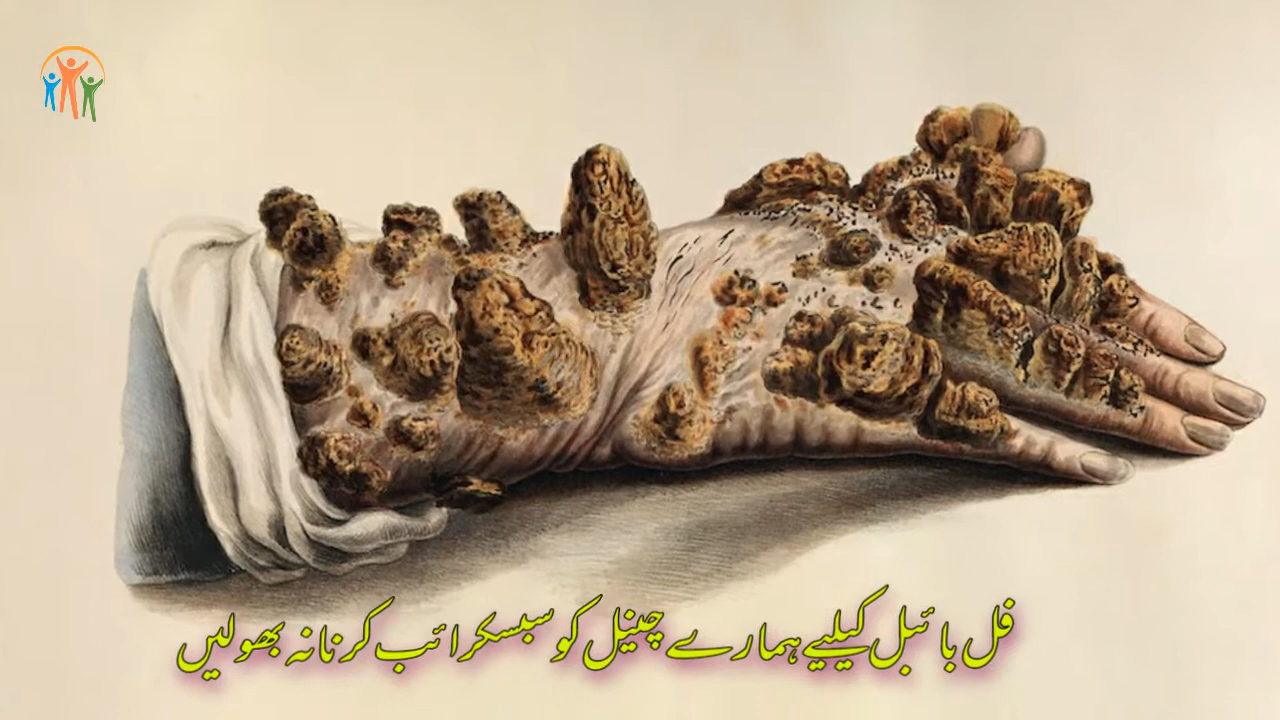 فل بائبل کیلیے ہمارے چینل کو سبسکرائب کرنا نہ بھولیں